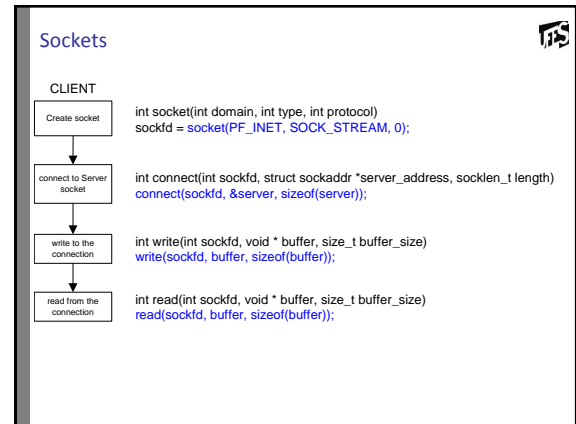 Sockets
UFES
CLIENT
Create socket
int socket(int domain, int type, int protocol)
sockfd = socket(PF_INET, SOCK_STREAM, 0);
connect to Server
socket
int connect(int sockfd, struct sockaddr *server_address, socklen_t length)
connect(sockfd, &server, sizeof(server));
write to the
connection
int write(int sockfd, void * buffer, size_t buffer_size)
write(sockfd, buffer, sizeof(buffer));
read from the
connection
int read(int sockfd, void * buffer, size_t buffer_size)
read(sockfd, buffer, sizeof(buffer));